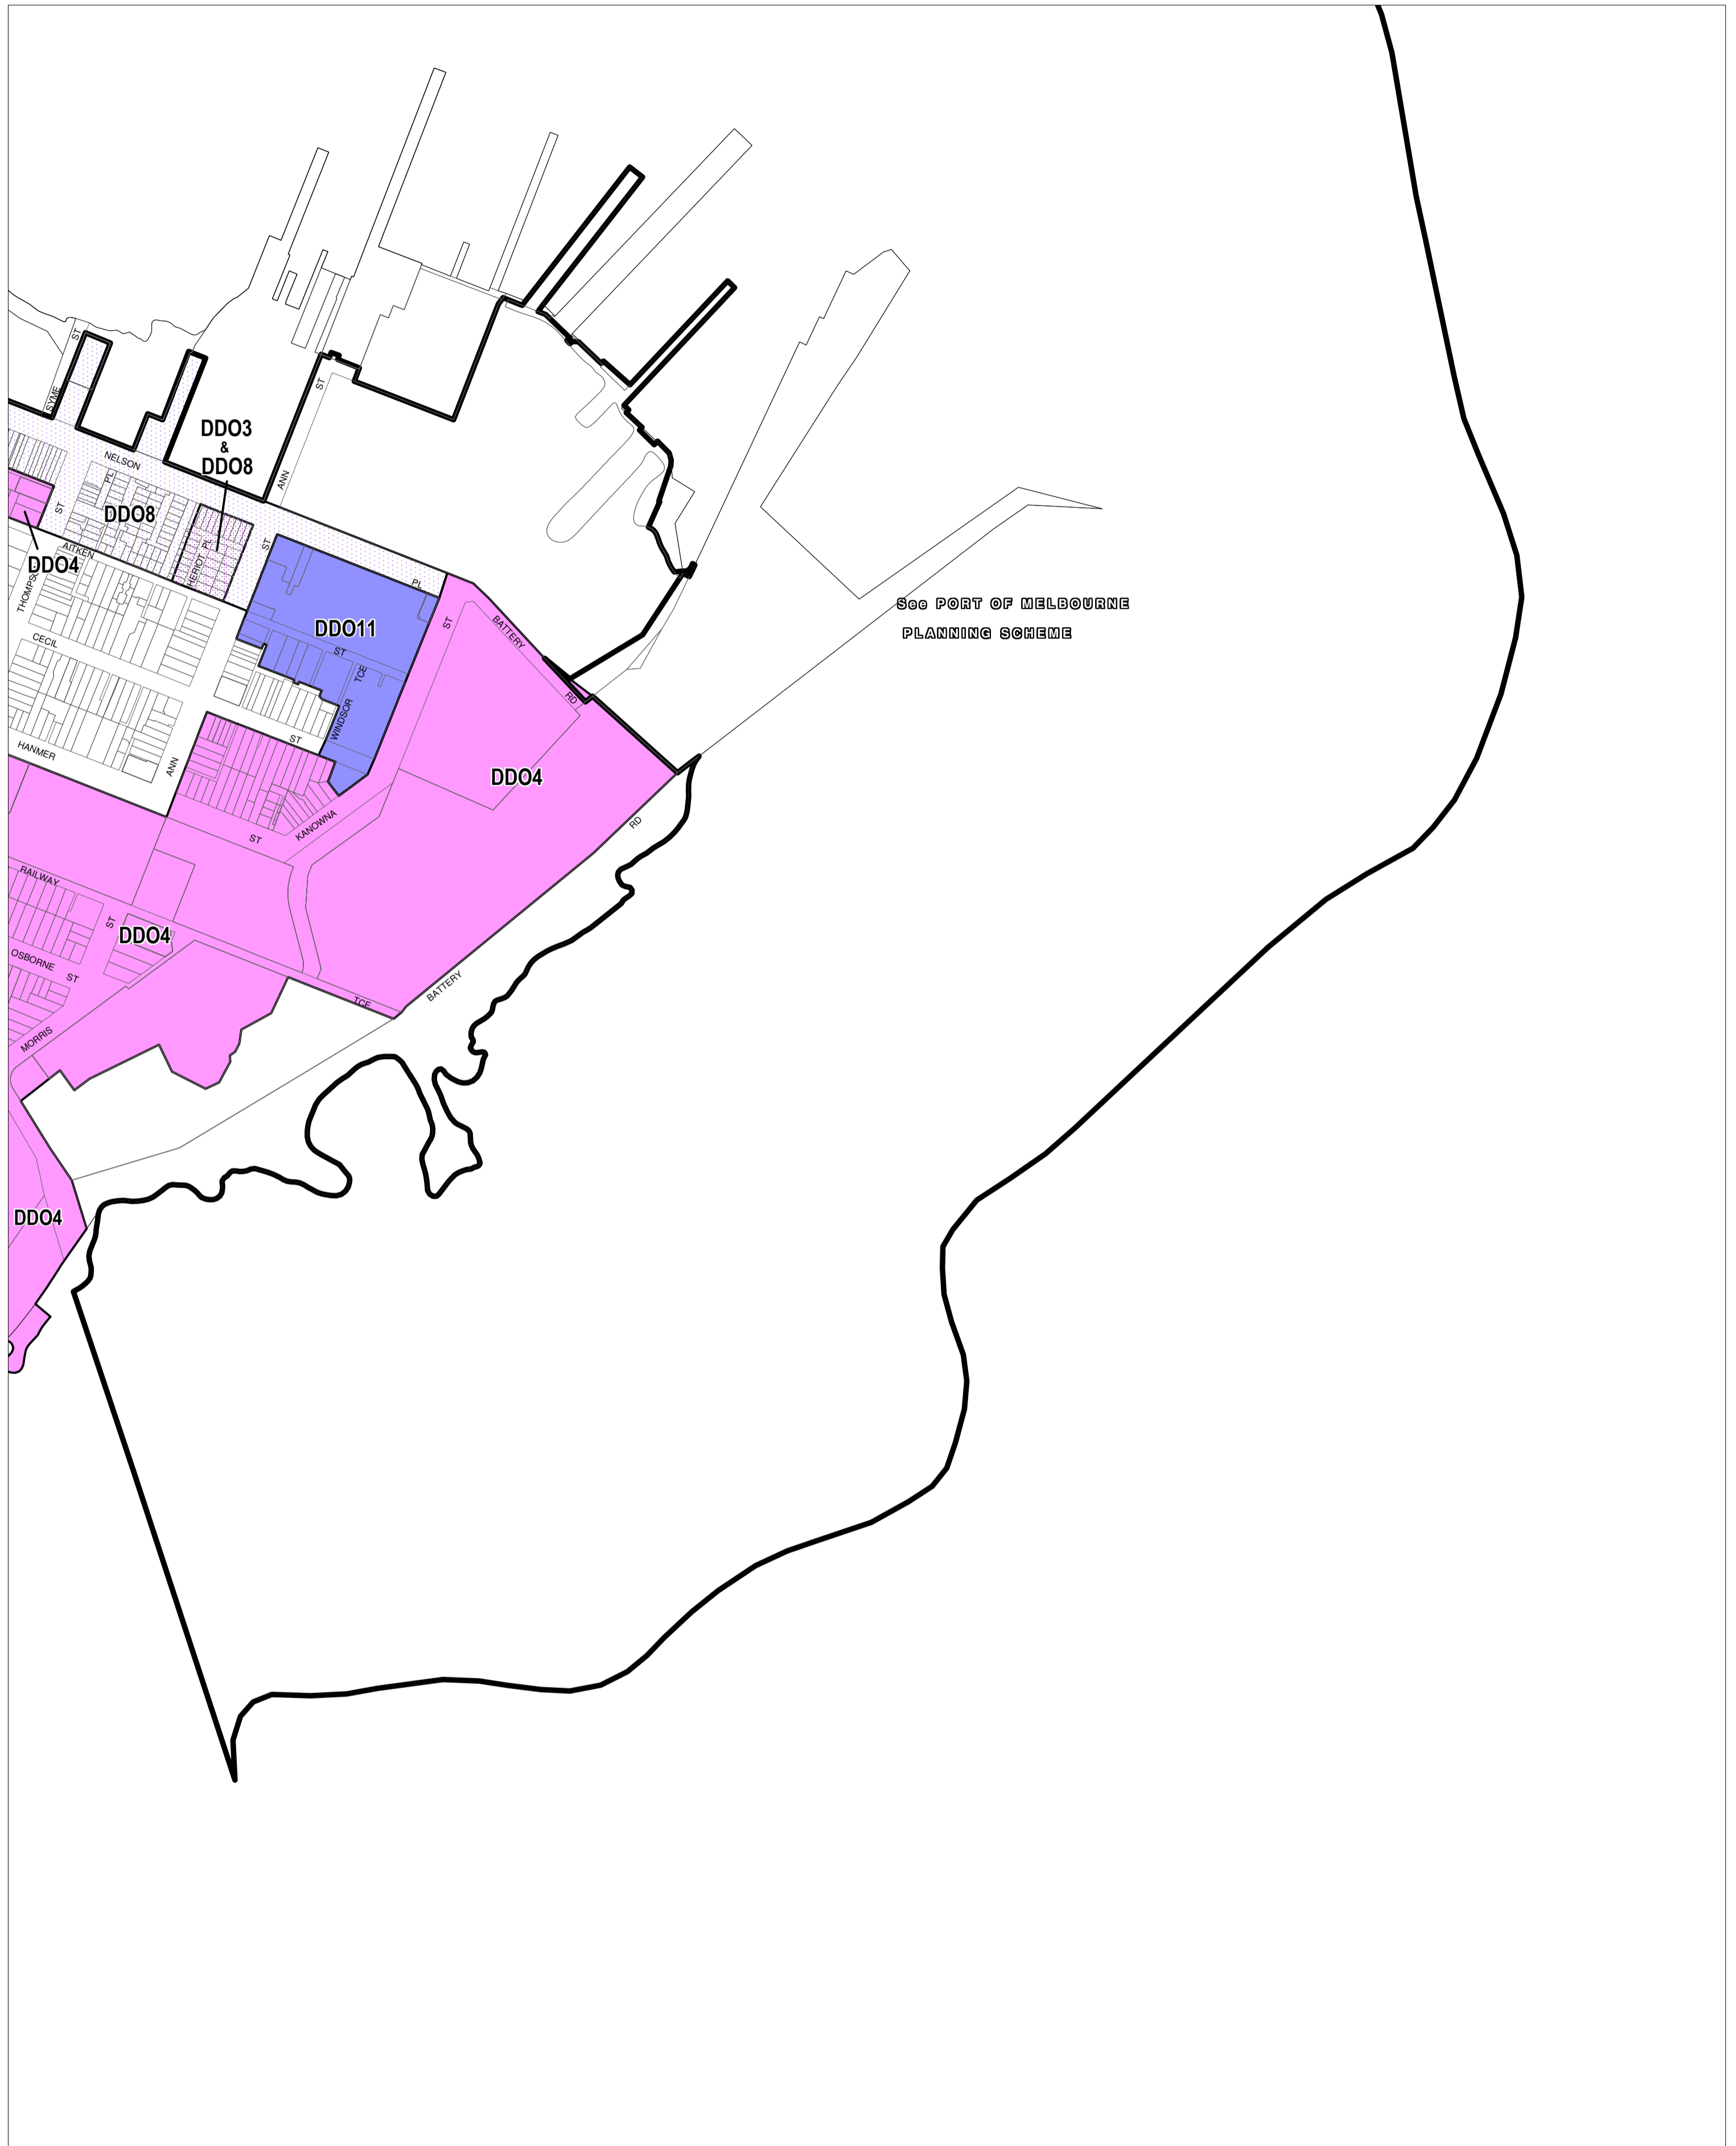 ST
SYME
DDO3
&
DDO8
ST
NELSON
ANN
PL
ST
DDO8
AITKEN
DDO4
HERIOT PL
ST
THOMPSO
PL
See PORT OF MELBOURNE
PLANNING SCHEME
DDO11
ST
BATTERY
CECIL
ST
TCE
RD
WINDSOR
HANMER
ST
ANN
DDO4
KANOWNA
RD
ST
RAILWAY
ST
DDO4
OSBORNE
ST
BATTERY
TCE
MORRIS
DDO4